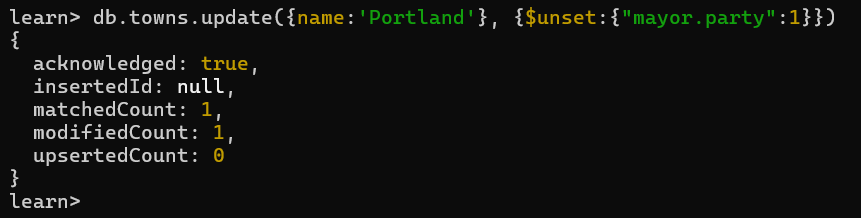 learn> db.towns.update({name:'Portland'}, {$unset:{"mayor.party":1}})
{
  acknowledged: true,
  insertedId: null,
  matchedCount: 1,
  modifiedCount: 1,
  upsertedCount: 0
}
learn>